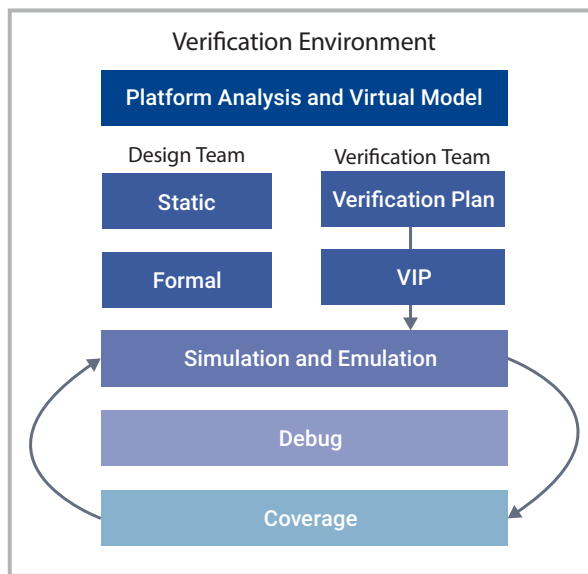 Verification Environment
Platform Analysis and Virtual Model
Design Team
Verification Team
Static
Verification Plan
Formal
VIP
Simulation and Emulation
Debug
Coverage